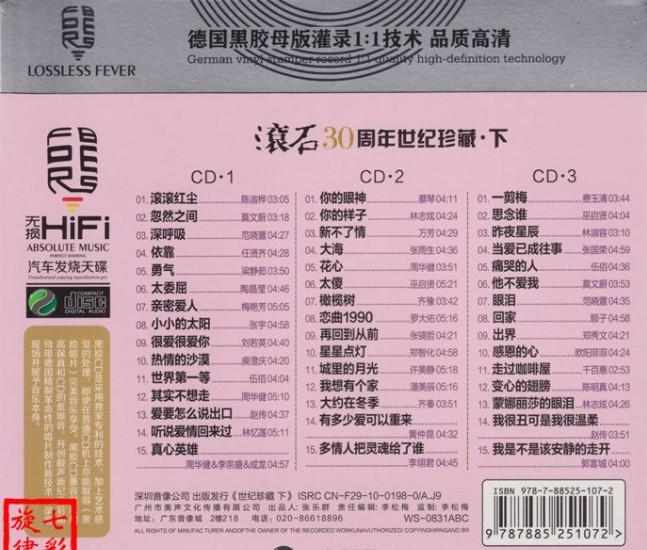 LOSSLESS FEVER
德国黑胶母版灌录1:1技术 品质高清
German vinyl stamper record 1:1 quality high-definition technology
滚石30周年世纪珍藏·下
无损HiFi
ABSOLUTE MUSIC
PERFECT SHOWING
汽车发烧天碟
COMPACT
disc
DIGITAL AUDIO
CD·1
01. 滚滚红尘 陈淑桦 03:05
02. 忽然之间 莫文蔚 03:18
03. 深呼吸 范晓萱 04:27
04. 依靠 任贤齐 04:28
05. 勇气 梁静茹 03:50
06. 太委屈 陶晶莹 04:46
07. 亲密爱人 梅艳芳 05:05
08. 小小的太阳 张宇 04:58
09. 很爱很爱你 刘若英 04:40
10. 热情的沙漠 庾澄庆 04:20
11. 世界第一等 伍佰 04:04
12. 其实不想走 周华健 05:10
13. 爱要怎么说出口 赵传 04:37
14. 听说爱情回来过 林忆莲 05:11
15. 真心英雄
周华健&李宗盛&成龙 04:57
CD·2
01. 你的眼神 蔡琴 04:11
02. 你的样子 林志炫 04:24
03. 新不了情 万芳 04:29
04. 大海 张雨生 04:36
05. 花心 周华健 03:51
06. 太傻 巫启贤 05:21
07. 橄榄树 齐豫 03:42
08. 恋曲1990 罗大佑 05:16
09. 再回到从前 张镐哲 04:21
10. 星星点灯 郑智化 04:58
11. 城里的月光 许美静 05:18
12. 我想有个家 潘美辰 05:16
13. 大约在冬季 齐秦 03:51
14. 有多少爱可以重来
黄仲昆 04:32
15. 多情人把灵魂给了谁
李翊君 04:45
CD·3
01. 一剪梅 费玉清 03:44
02. 思念谁 巫启贤 05:04
03. 昨夜星辰 林淑容 03:10
04. 当爱已成往事 张国荣 04:59
05. 痛哭的人 伍佰 04:36
06. 他不爱我 莫文蔚 03:53
07. 眼泪 范晓萱 04:35
08. 回家 顺子 04:58
09. 出界 郑秀文 04:21
10. 感恩的心 欧阳菲菲 04:24
11. 走过咖啡屋 千百惠 02:53
12. 变心的翅膀 陈明真 04:13
13. 蒙娜丽莎的眼泪 林志炫 04:26
14. 我很丑可是我很温柔
赵传 03:51
15. 我是不是该安静的走开
郭富城 04:00
深圳音像公司 出版发行《世纪珍藏 下》 ISRC CN-F29-10-0198-0/A.J9
广州市美声文化传播有限公司 出品人:张乐群 责任编辑:李松梅 监制:李松梅
地址:广东音像城 2楼218 电话:020-86618896 WS-0831ABC
ALL RIGHTS OF MANUFACTURER ANDOF THE OWNER OF THE RECORDED WORKUNAVTHORIZED/ CORRYINGPUBLIC
ISBN 978-7-88525-107-2
9 787885 251072
七彩
旋律